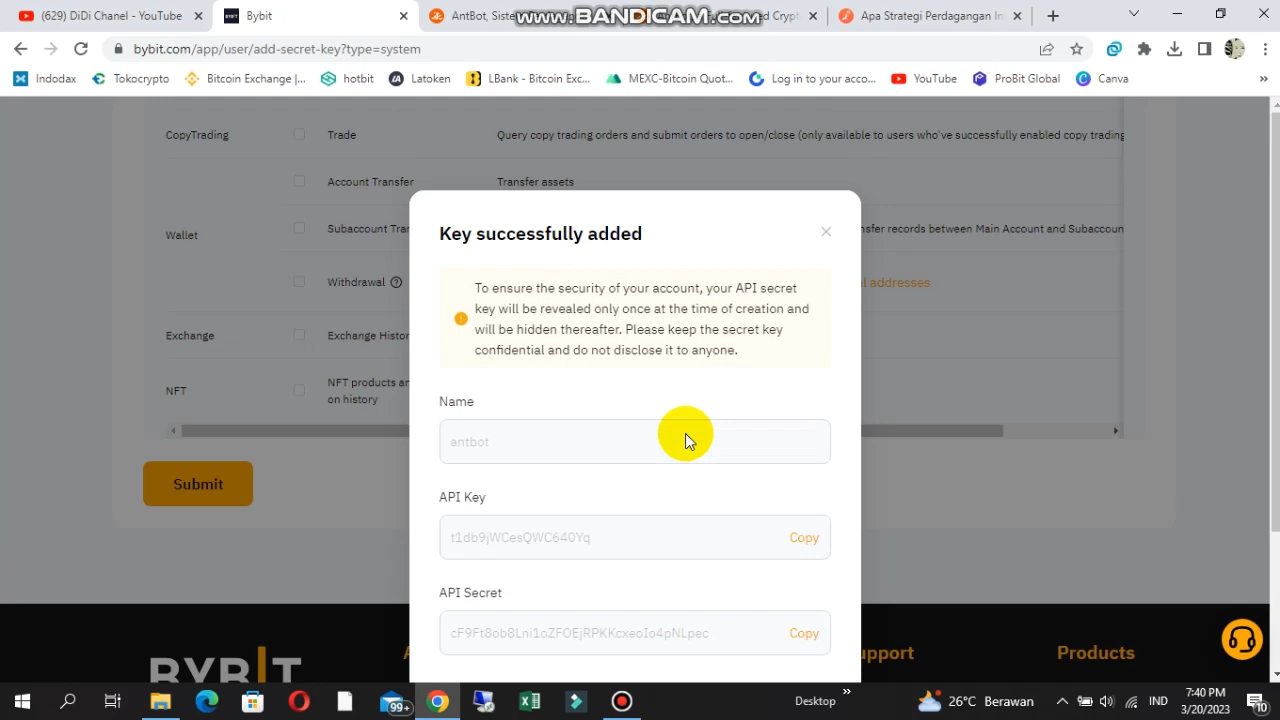 (629) DiDi Chanel - YouTube
Bybit
AntBot, Sistem
www.BANDICAM.com
ed Crypt
Apa Strategi Perdagangan In
bybit.com/app/user/add-secret-key?type=system
Indodax
Tokocrypto
Bitcoin Exchange |...
hotbit
Latoken
LBank - Bitcoin Exc...
MEXC-Bitcoin Quot...
Log in to your acco...
YouTube
ProBit Global
Canva
»
CopyTrading
Trade
Query copy trading orders and submit orders to open/close (only available to users who've successfully enabled copy trading
Account Transfer
Transfer assets
Wallet
Subaccount Tra
sfer records between Main Account and Subaccoun
Withdrawal
l addresses
Exchange
Exchange Histor
NFT
NFT products an
on history
Submit
Key successfully added
To ensure the security of your account, your API secret
key will be revealed only once at the time of creation and
will be hidden thereafter. Please keep the secret key
confidential and do not disclose it to anyone.
Name
antbot
API Key
t1db9jWCesQWC640Yq
Copy
API Secret
cF9Ft8ob8Lni1oZFOEjRPKKcxeoIo4pNLpec
Copy
BYBIT
A
upport
Products
99+
Desktop
»
26°C Berawan
IND
7:40 PM
3/20/2023
10